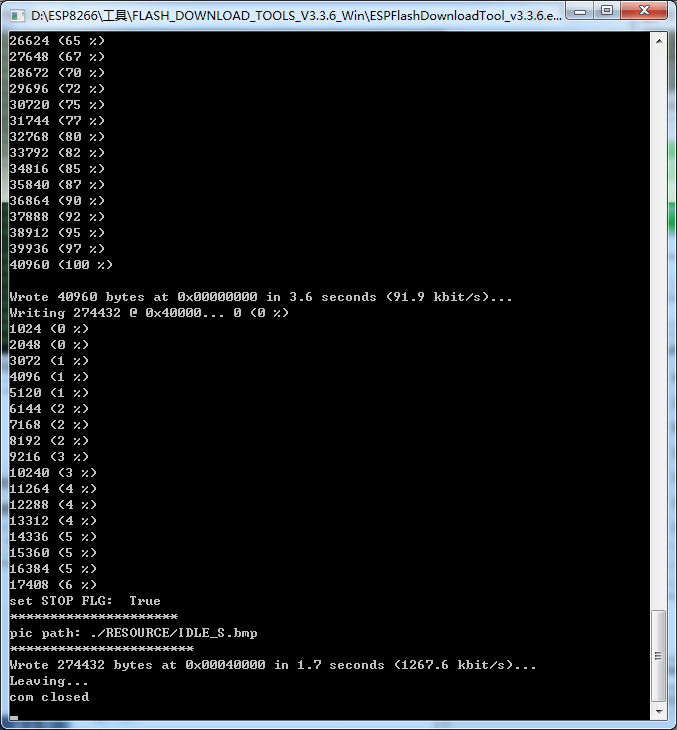 D:\ESP8266\工具\FLASH_DOWNLOAD_TOOLS_V3.3.6_Win\ESPFlashDownloadTool_v3.3.6.e...
26624 (65 %)
27648 (67 %)
28672 (70 %)
29696 (72 %)
30720 (75 %)
31744 (77 %)
32768 (80 %)
33792 (82 %)
34816 (85 %)
35840 (87 %)
36864 (90 %)
37888 (92 %)
38912 (95 %)
39936 (97 %)
40960 (100 %)
Wrote 40960 bytes at 0x00000000 in 3.6 seconds (91.9 kbit/s)...
Writing 274432 @ 0x40000... 0 (0 %)
1024 (0 %)
2048 (0 %)
3072 (1 %)
4096 (1 %)
5120 (1 %)
6144 (2 %)
7168 (2 %)
8192 (2 %)
9216 (3 %)
10240 (3 %)
11264 (4 %)
12288 (4 %)
13312 (4 %)
14336 (5 %)
15360 (5 %)
16384 (5 %)
17408 (6 %)
set STOP FLG:  True
*********************
pic path: ./RESOURCE/IDLE_S.bmp
***********************
Wrote 274432 bytes at 0x00040000 in 1.7 seconds (1267.6 kbit/s)...
Leaving...
com closed